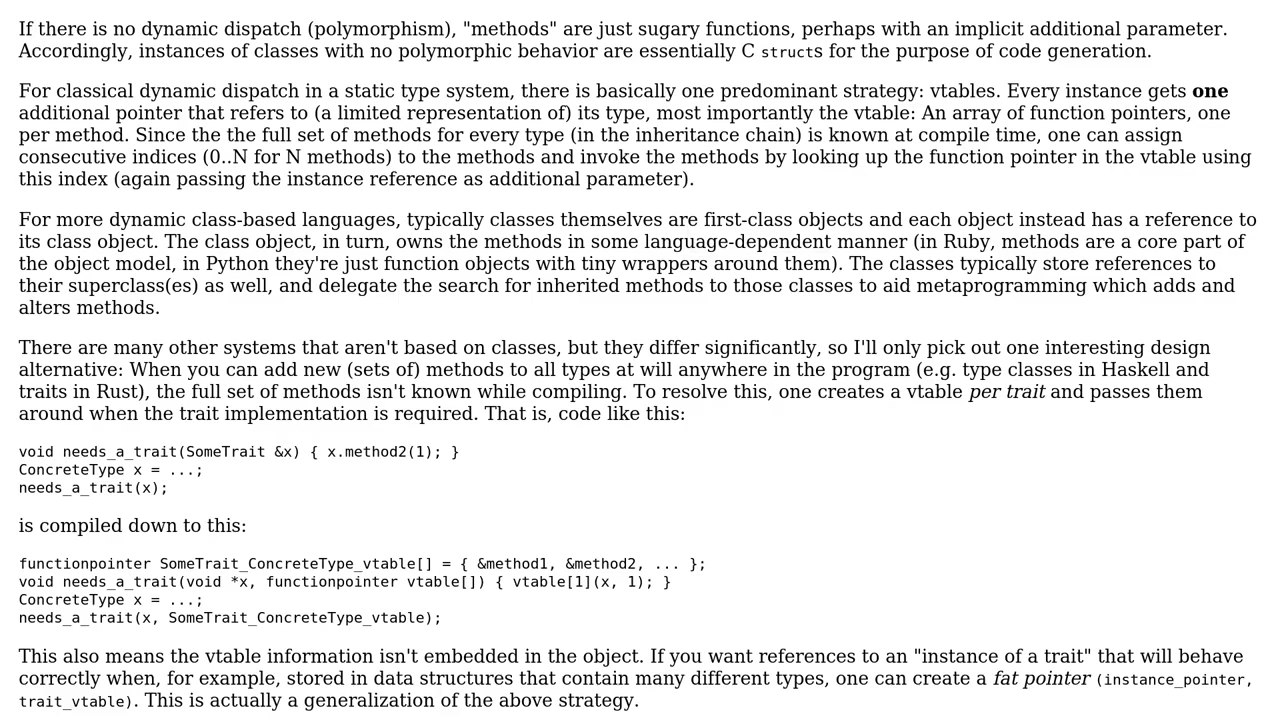 If there is no dynamic dispatch (polymorphism), "methods" are just sugary functions, perhaps with an implicit additional parameter.
Accordingly, instances of classes with no polymorphic behavior are essentially C structs for the purpose of code generation.
For classical dynamic dispatch in a static type system, there is basically one predominant strategy: vtables. Every instance gets one
additional pointer that refers to (a limited representation of) its type, most importantly the vtable: An array of function pointers, one
per method. Since the the full set of methods for every type (in the inheritance chain) is known at compile time, one can assign
consecutive indices (0..N for N methods) to the methods and invoke the methods by looking up the function pointer in the vtable using
this index (again passing the instance reference as additional parameter).
For more dynamic class-based languages, typically classes themselves are first-class objects and each object instead has a reference to
its class object. The class object, in turn, owns the methods in some language-dependent manner (in Ruby, methods are a core part of
the object model, in Python they're just function objects with tiny wrappers around them). The classes typically store references to
their superclass(es) as well, and delegate the search for inherited methods to those classes to aid metaprogramming which adds and
alters methods.
There are many other systems that aren't based on classes, but they differ significantly, so I'll only pick out one interesting design
alternative: When you can add new (sets of) methods to all types at will anywhere in the program (e.g. type classes in Haskell and
traits in Rust), the full set of methods isn't known while compiling. To resolve this, one creates a vtable per trait and passes them
around when the trait implementation is required. That is, code like this:
void needs_a_trait(SomeTrait &x) { x.method2(1); }
ConcreteType x = ...;
needs_a_trait(x);
is compiled down to this:
functionpointer SomeTrait_ConcreteType_vtable[] = { &method1, &method2, ... };
void needs_a_trait(void *x, functionpointer vtable[]) { vtable[1](x, 1); }
ConcreteType x = ...;
needs_a_trait(x, SomeTrait_ConcreteType_vtable);
This also means the vtable information isn't embedded in the object. If you want references to an "instance of a trait" that will behave
correctly when, for example, stored in data structures that contain many different types, one can create a fat pointer (instance_pointer,
trait_vtable). This is actually a generalization of the above strategy.